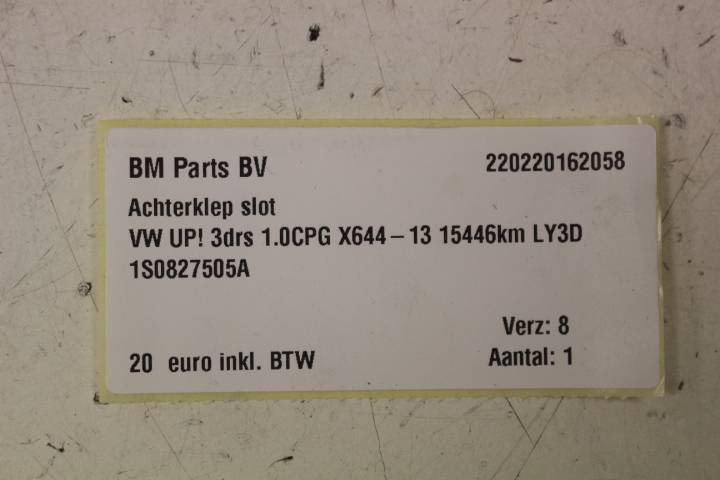 BM Parts BV 220220162058
Achterklep slot
VW UP! 3drs 1.0CPG X644 – 13 15446km LY3D
1S0827505A
Verz: 8
20 euro inkl. BTW Aantal: 1